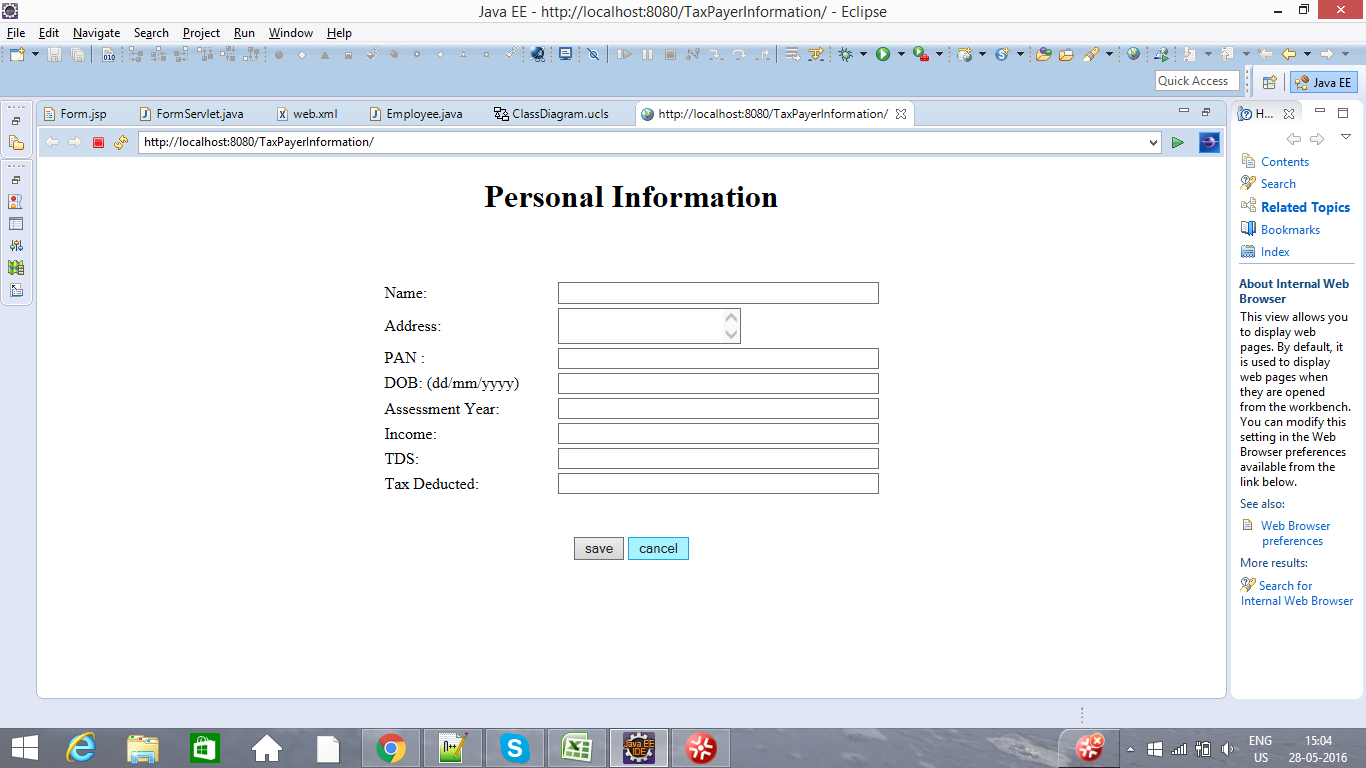 Java EE - http://localhost:8080/TaxPayerInformation/ - Eclipse
File Edit Navigate Search Project Run Window Help
010
Quick Access
Java EE
Form.jsp FormServlet.java web.xml Employee.java ClassDiagram.ucls http://localhost:8080/TaxPayerInformation/ H...
http://localhost:8080/TaxPayerInformation/
Personal Information
Name:
Address:
PAN :
DOB: (dd/mm/yyyy)
Assessment Year:
Income:
TDS:
Tax Deducted:
save cancel
Contents
Search
Related Topics
Bookmarks
Index
About Internal Web
Browser
This view allows you
to display web
pages. By default, it
is used to display
web pages when
they are opened
from the workbench.
You can modify this
setting in the Web
Browser preferences
available from the
link below.
See also:
Web Browser
preferences
More results:
Search for
Internal Web Browser
Java EE
IDE
ENG
US
15:04
28-05-2016